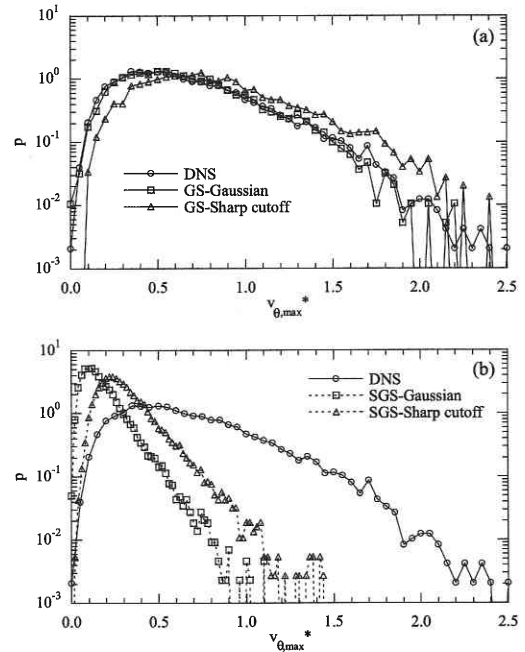 (a)
10¹
10⁰
10⁻¹
10⁻²
10⁻³
p
DNS
GS-Gaussian
GS-Sharp cutoff
0.0 0.5 1.0 1.5 2.0 2.5
v_θ,max*
(b)
10¹
10⁰
10⁻¹
10⁻²
10⁻³
p
DNS
SGS-Gaussian
SGS-Sharp cutoff
0.0 0.5 1.0 1.5 2.0 2.5
v_θ,max*